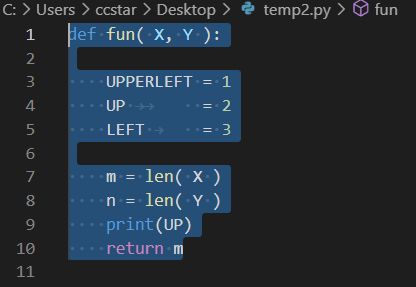 C: > Users > ccstar > Desktop > temp2.py > fun
1 def fun( X, Y ):
2
3     UPPERLEFT = 1
4     UP        = 2
5     LEFT      = 3
6
7     m = len( X )
8     n = len( Y )
9     print(UP)
10     return m
11